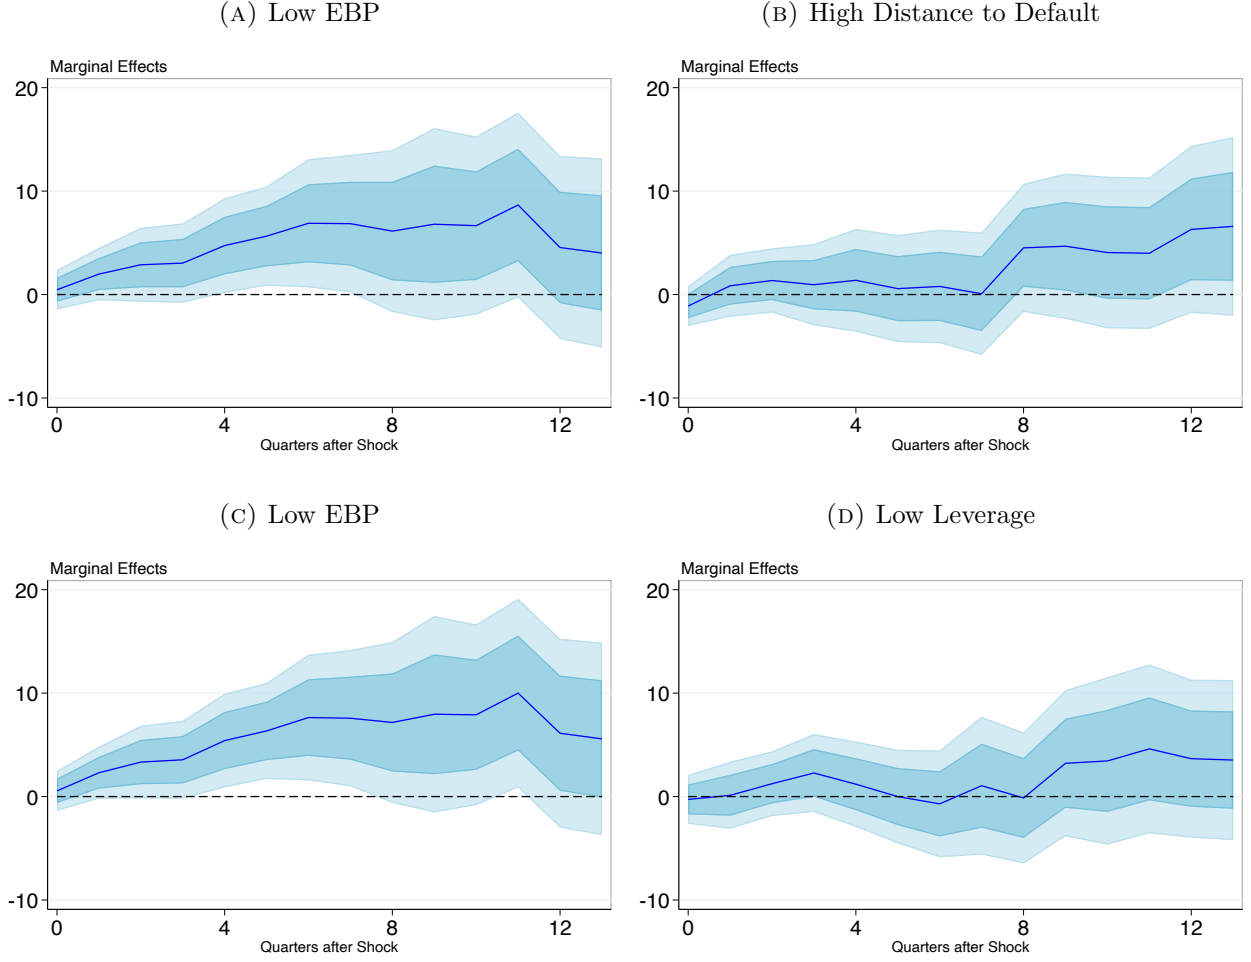 (A) Low EBP
Marginal Effects
20
10
0
-10
0 4 8 12
Quarters after Shock
(B) High Distance to Default
Marginal Effects
20
10
0
-10
0 4 8 12
Quarters after Shock
(C) Low EBP
Marginal Effects
20
10
0
-10
0 4 8 12
Quarters after Shock
(D) Low Leverage
Marginal Effects
20
10
0
-10
0 4 8 12
Quarters after Shock